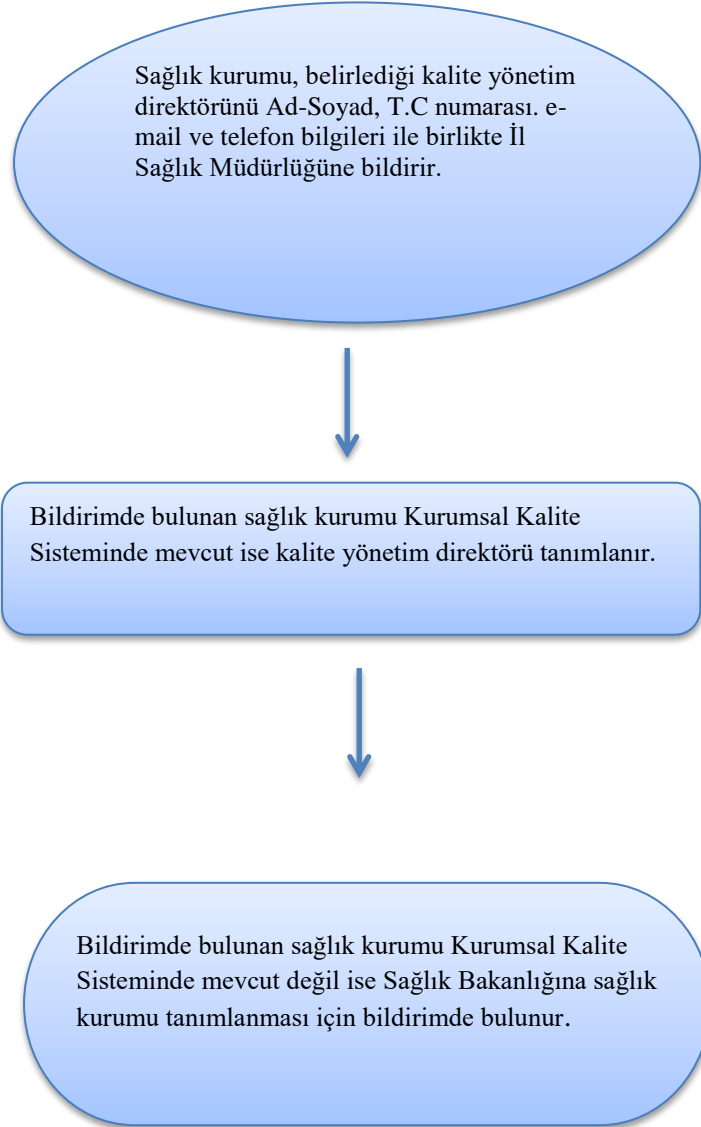 Sağlık kurumu, belirlediği kalite yönetim
direktörünü Ad-Soyad, T.C numarası. e-
mail ve telefon bilgileri ile birlikte İl
Sağlık Müdürlüğüne bildirir.
Bildirimde bulunan sağlık kurumu Kurumsal Kalite
Sisteminde mevcut ise kalite yönetim direktörü tanımlanır.
Bildirimde bulunan sağlık kurumu Kurumsal Kalite
Sisteminde mevcut değil ise Sağlık Bakanlığına sağlık
kurumu tanımlanması için bildirimde bulunur.